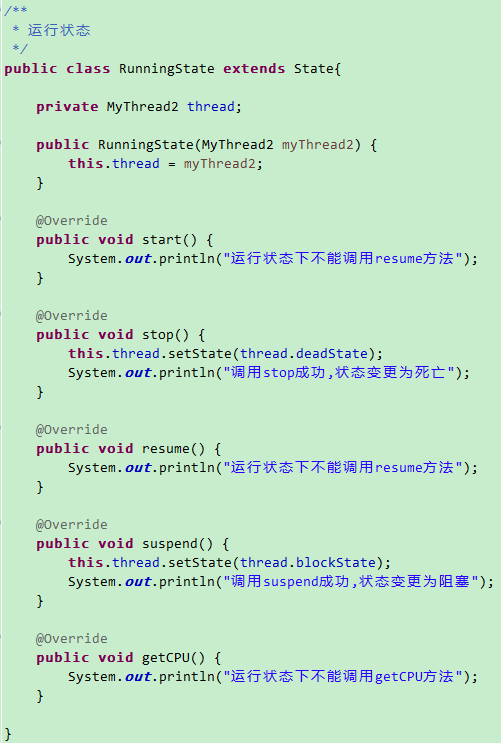 /**
 * 运行状态
 */
public class RunningState extends State{
private MyThread2 thread;
public RunningState(MyThread2 myThread2) {
this.thread = myThread2;
}
@Override
public void start() {
System.out.println("运行状态下不能调用resume方法");
}
@Override
public void stop() {
this.thread.setState(thread.deadState);
System.out.println("调用stop成功,状态变更为死亡");
}
@Override
public void resume() {
System.out.println("运行状态下不能调用resume方法");
}
@Override
public void suspend() {
this.thread.setState(thread.blockState);
System.out.println("调用suspend成功,状态变更为阻塞");
}
@Override
public void getCPU() {
System.out.println("运行状态下不能调用getCPU方法");
}
}